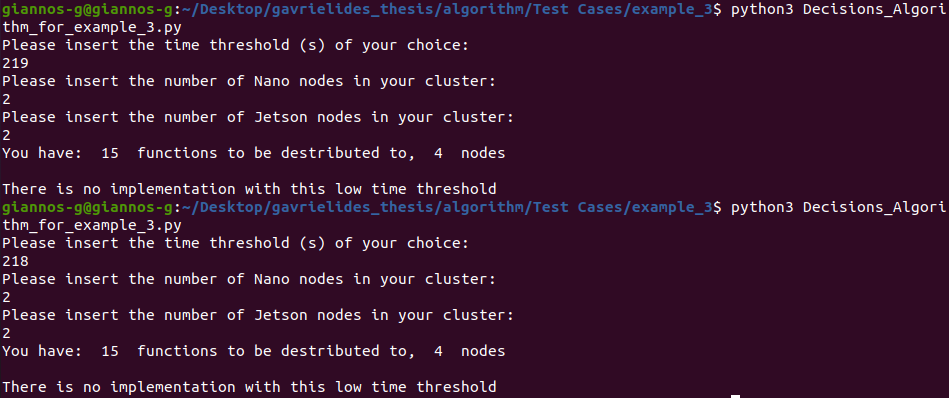 giannos-g@giannos-g:~/Desktop/gavrielides_thesis/algorithm/Test Cases/example_3$ python3 Decisions_Algori
thm_for_example_3.py
Please insert the time threshold (s) of your choice:
219
Please insert the number of Nano nodes in your cluster:
2
Please insert the number of Jetson nodes in your cluster:
2
You have:  15  functions to be destributed to,  4  nodes

There is no implementation with this low time threshold
giannos-g@giannos-g:~/Desktop/gavrielides_thesis/algorithm/Test Cases/example_3$ python3 Decisions_Algori
thm_for_example_3.py
Please insert the time threshold (s) of your choice:
218
Please insert the number of Nano nodes in your cluster:
2
Please insert the number of Jetson nodes in your cluster:
2
You have:  15  functions to be destributed to,  4  nodes

There is no implementation with this low time threshold